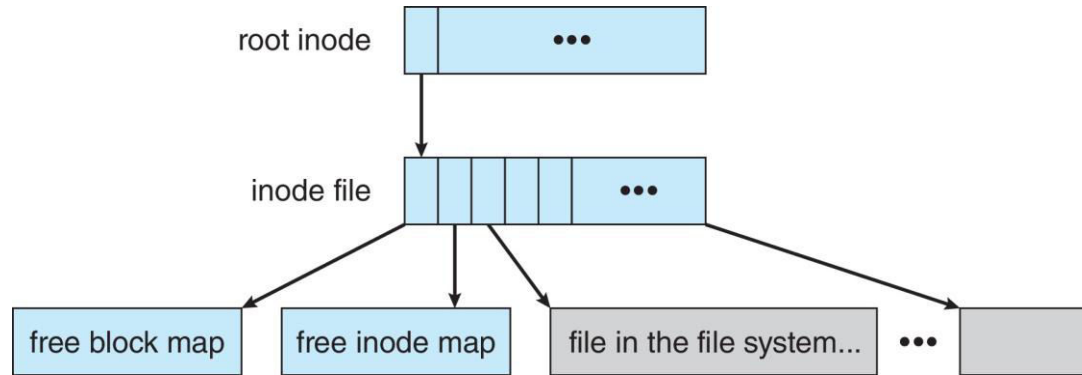 root inode
•••
inode file
•••
free block map
free inode map
file in the file system...
•••